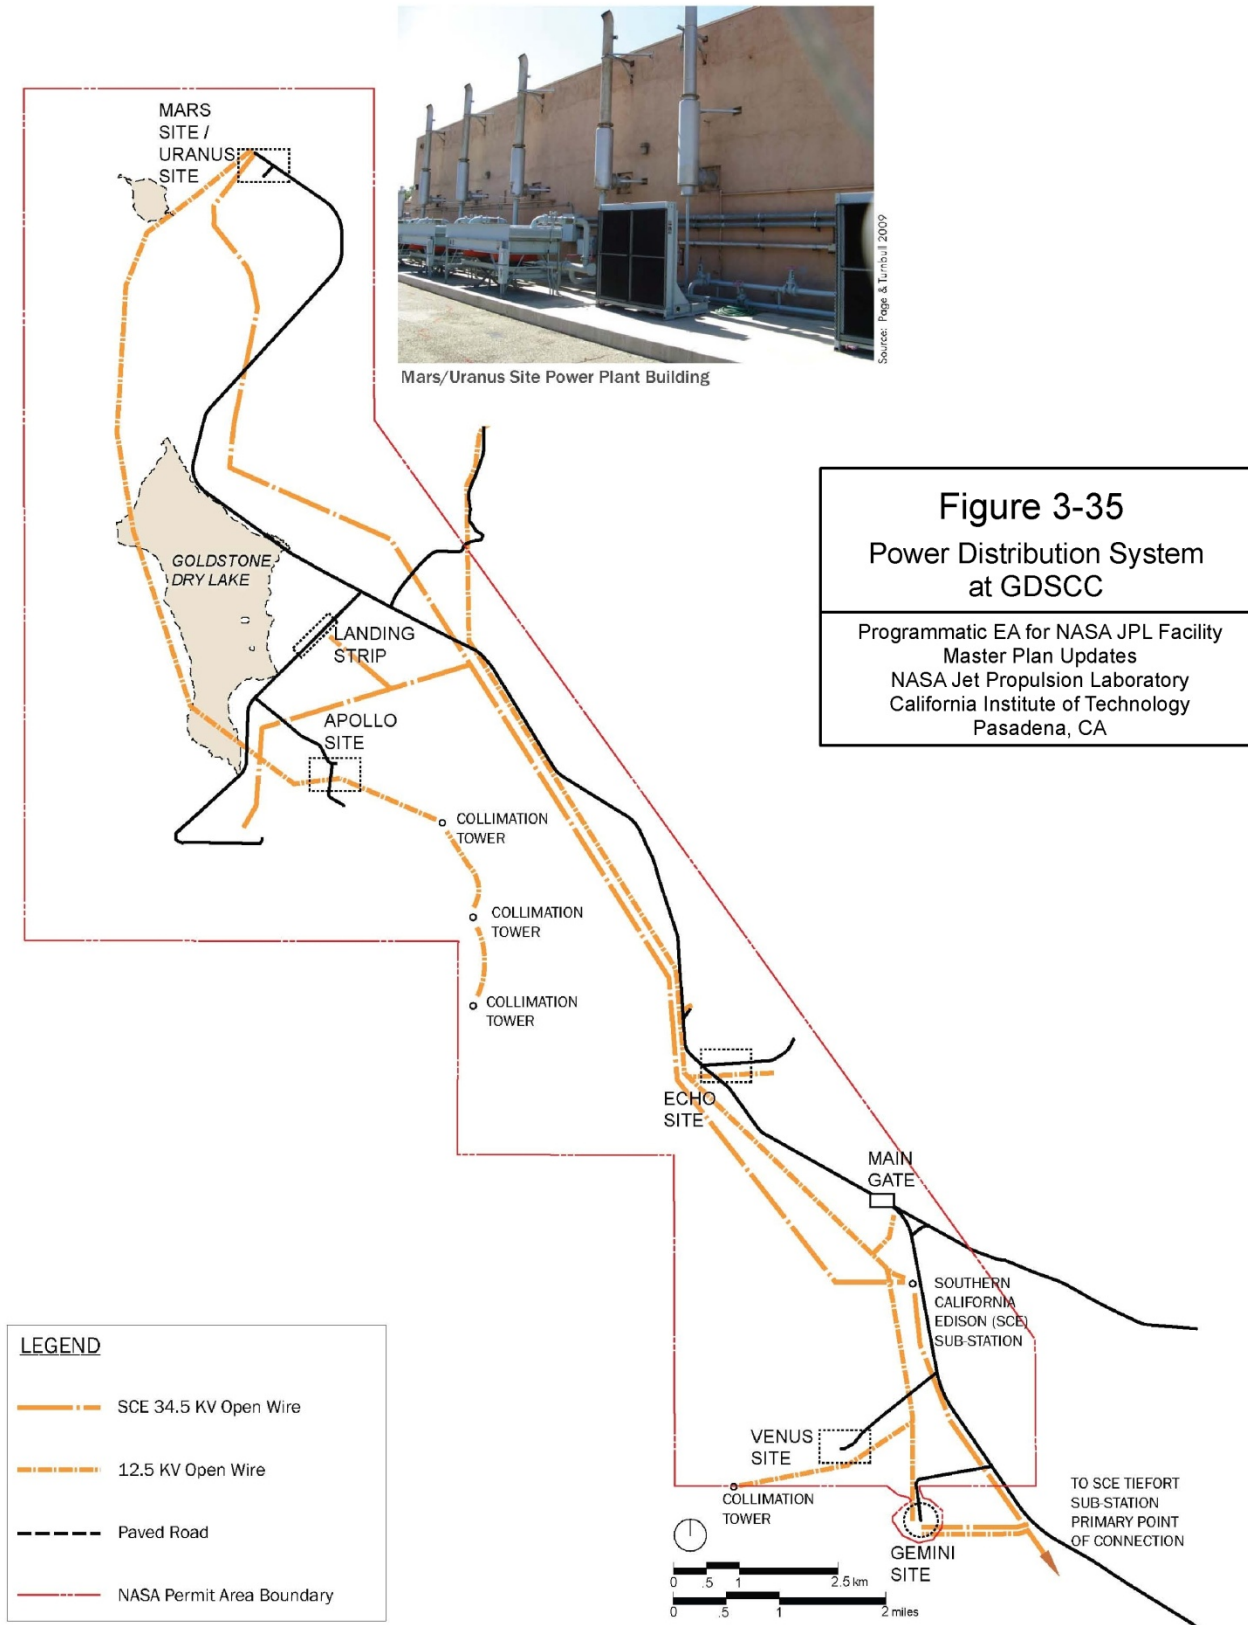 MARS
SITE /
URANUS
SITE
Source: Page & Turnbull 2009
Mars/Uranus Site Power Plant Building
Figure 3-35
Power Distribution System
at GDSCC
Programmatic EA for NASA JPL Facility
Master Plan Updates
NASA Jet Propulsion Laboratory
California Institute of Technology
Pasadena, CA
GOLDSTONE
DRY LAKE
LANDING
STRIP
APOLLO
SITE
COLLIMATION
TOWER
COLLIMATION
TOWER
COLLIMATION
TOWER
ECHO
SITE
MAIN
GATE
SOUTHERN
CALIFORNIA
EDISON (SCE)
SUB-STATION
VENUS
SITE
COLLIMATION
TOWER
GEMINI
SITE
TO SCE TIEFORT
SUB-STATION
PRIMARY POINT
OF CONNECTION
LEGEND
SCE 34.5 KV Open Wire
12.5 KV Open Wire
Paved Road
NASA Permit Area Boundary
0 .5 1 2.5 km
0 .5 1 2 miles